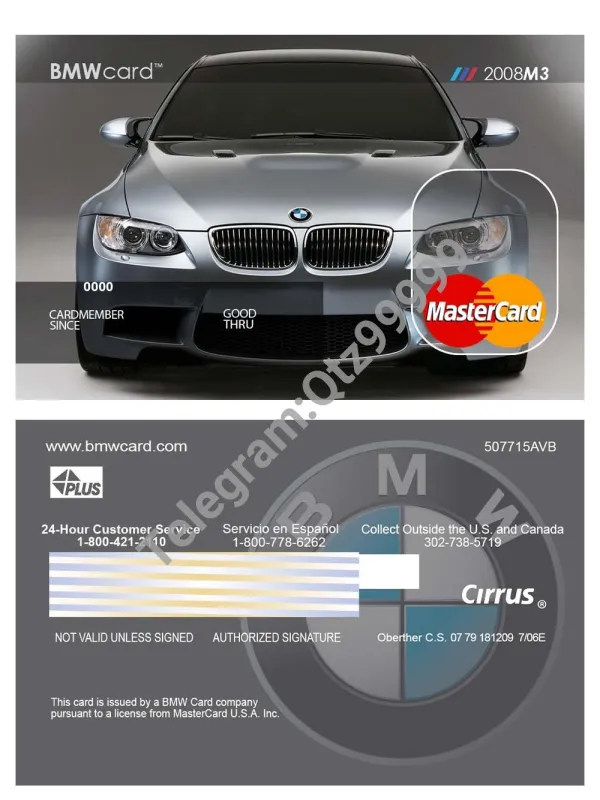 BMWcard™
2008M3
0000
CARDMEMBER
SINCE
GOOD
THRU
MasterCard
Telegram:Qtz99999
www.bmwcard.com
507715AVB
PLUS
24-Hour Customer Service
Servicio en Español
1-800-778-6262
Collect Outside the U.S. and Canada
302-738-5719
B M W
Cirrus®
NOT VALID UNLESS SIGNED
AUTHORIZED SIGNATURE
Oberther C.S. 07 79 181209 7/06E
This card is issued by a BMW Card company
pursuant to a license from MasterCard U.S.A. Inc.